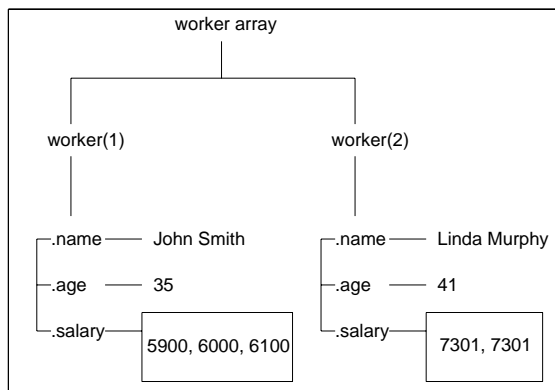 worker array
worker(1)
worker(2)
.name John Smith
.age 35
.salary 5900, 6000, 6100
.name Linda Murphy
.age 41
.salary 7301, 7301